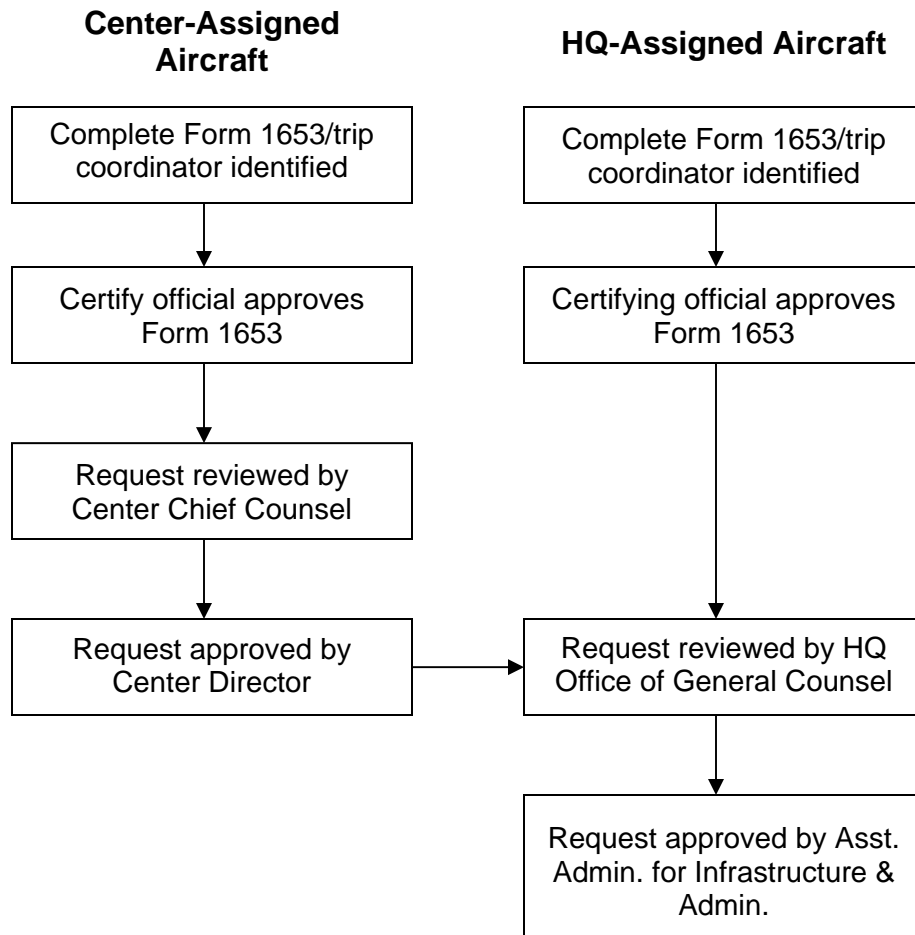 Center-Assigned
Aircraft
Complete Form 1653/trip
coordinator identified
Certify official approves
Form 1653
Request reviewed by
Center Chief Counsel
Request approved by
Center Director
HQ-Assigned Aircraft
Complete Form 1653/trip
coordinator identified
Certifying official approves
Form 1653
Request reviewed by HQ
Office of General Counsel
Request approved by Asst.
Admin. for Infrastructure &
Admin.